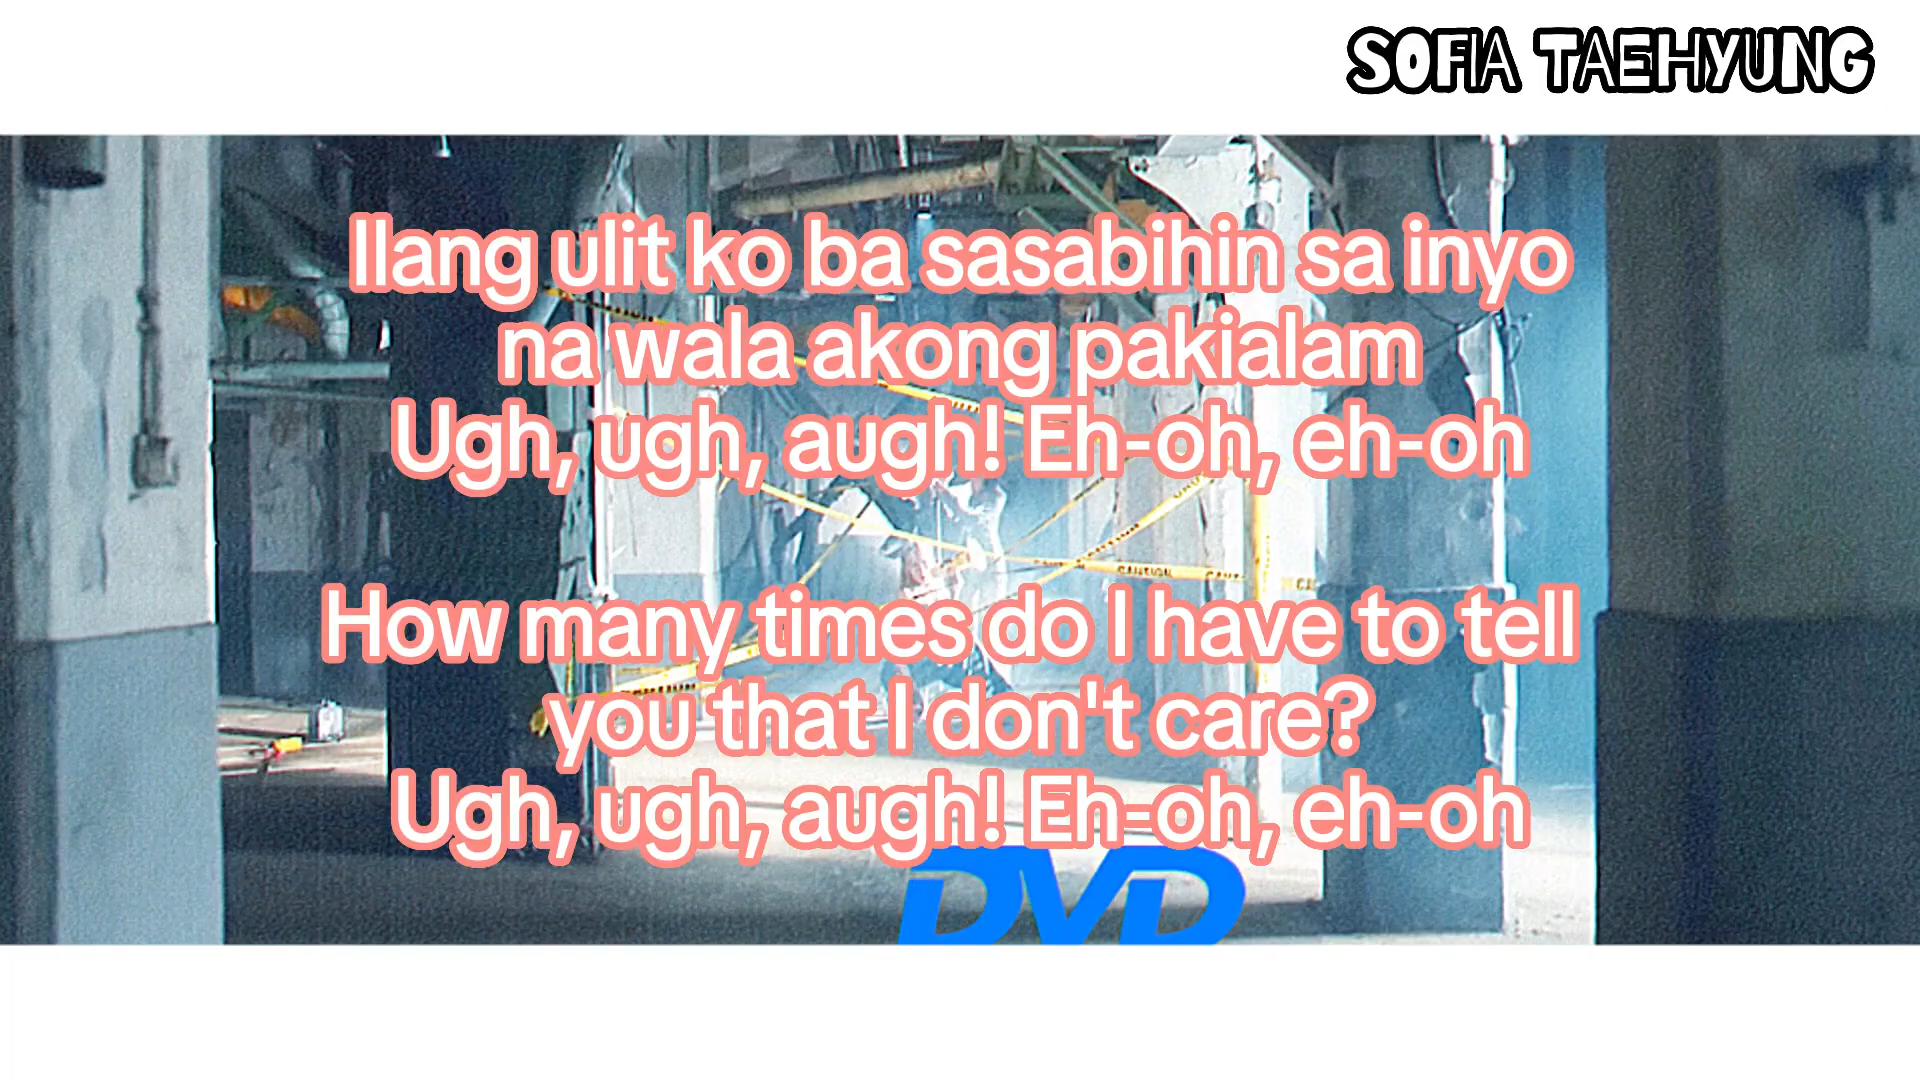 SOFIA TAEHYUNG
Ilang ulit ko ba sasabihin sa inyo
na wala akong pakialam
Ugh, ugh, augh! Eh-oh, eh-oh
CAUTION
How many times do I have to tell
you that I don't care?
Ugh, ugh, augh! Eh-oh, eh-oh
DVD